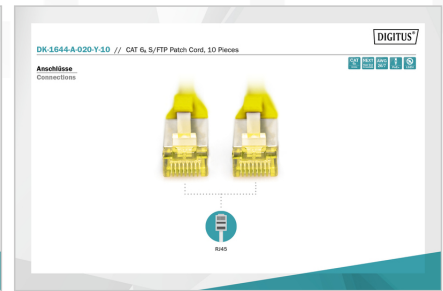 DIGITUS®
DK-1644-A-020-Y-10 // CAT 6A S/FTP Patch Cord, 10 Pieces
Anschlüsse
Connections
RJ45